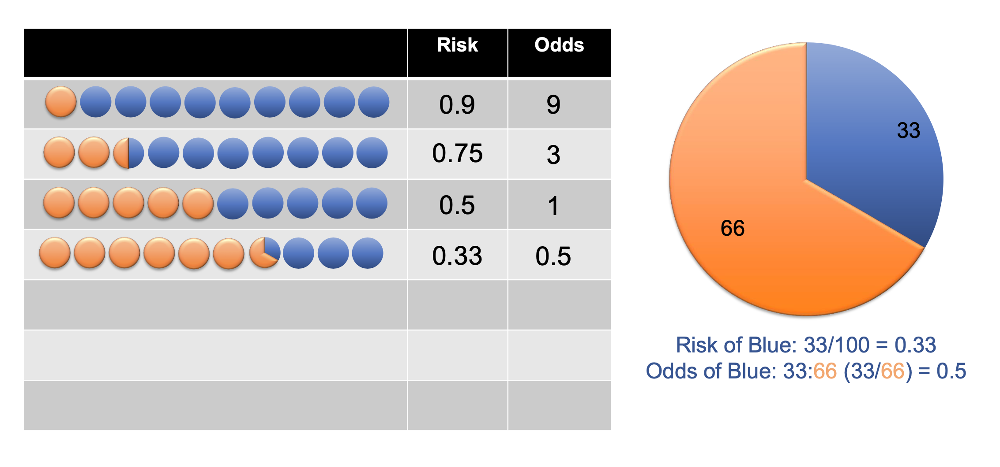 Risk Odds
0.9 9
0.75 3
0.5 1
0.33 0.5
33
66
Risk of Blue: 33/100 = 0.33
Odds of Blue: 33:66 (33/66) = 0.5